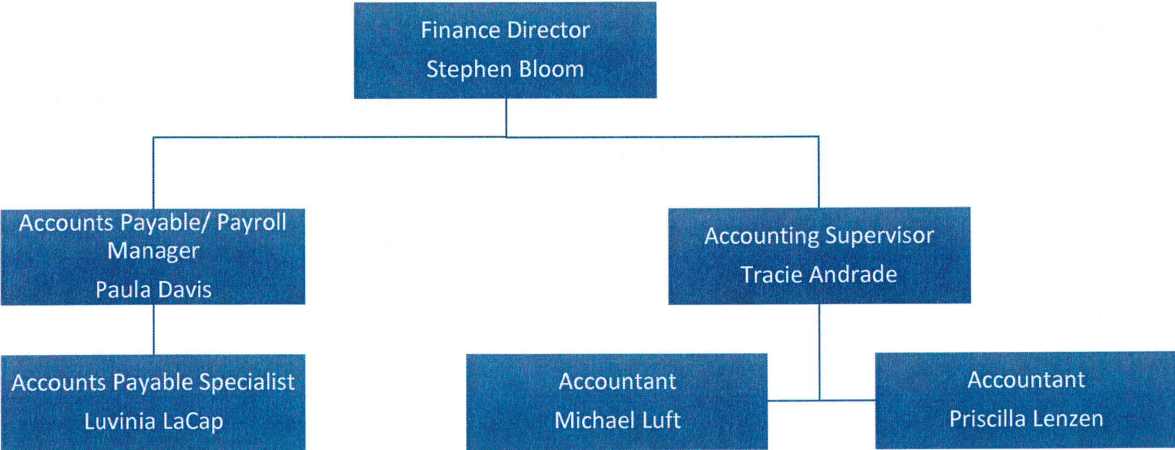 Finance Director
Stephen Bloom
Accounts Payable/ Payroll
Manager
Paula Davis
Accounting Supervisor
Tracie Andrade
Accounts Payable Specialist
Luvinia LaCap
Accountant
Michael Luft
Accountant
Priscilla Lenzen